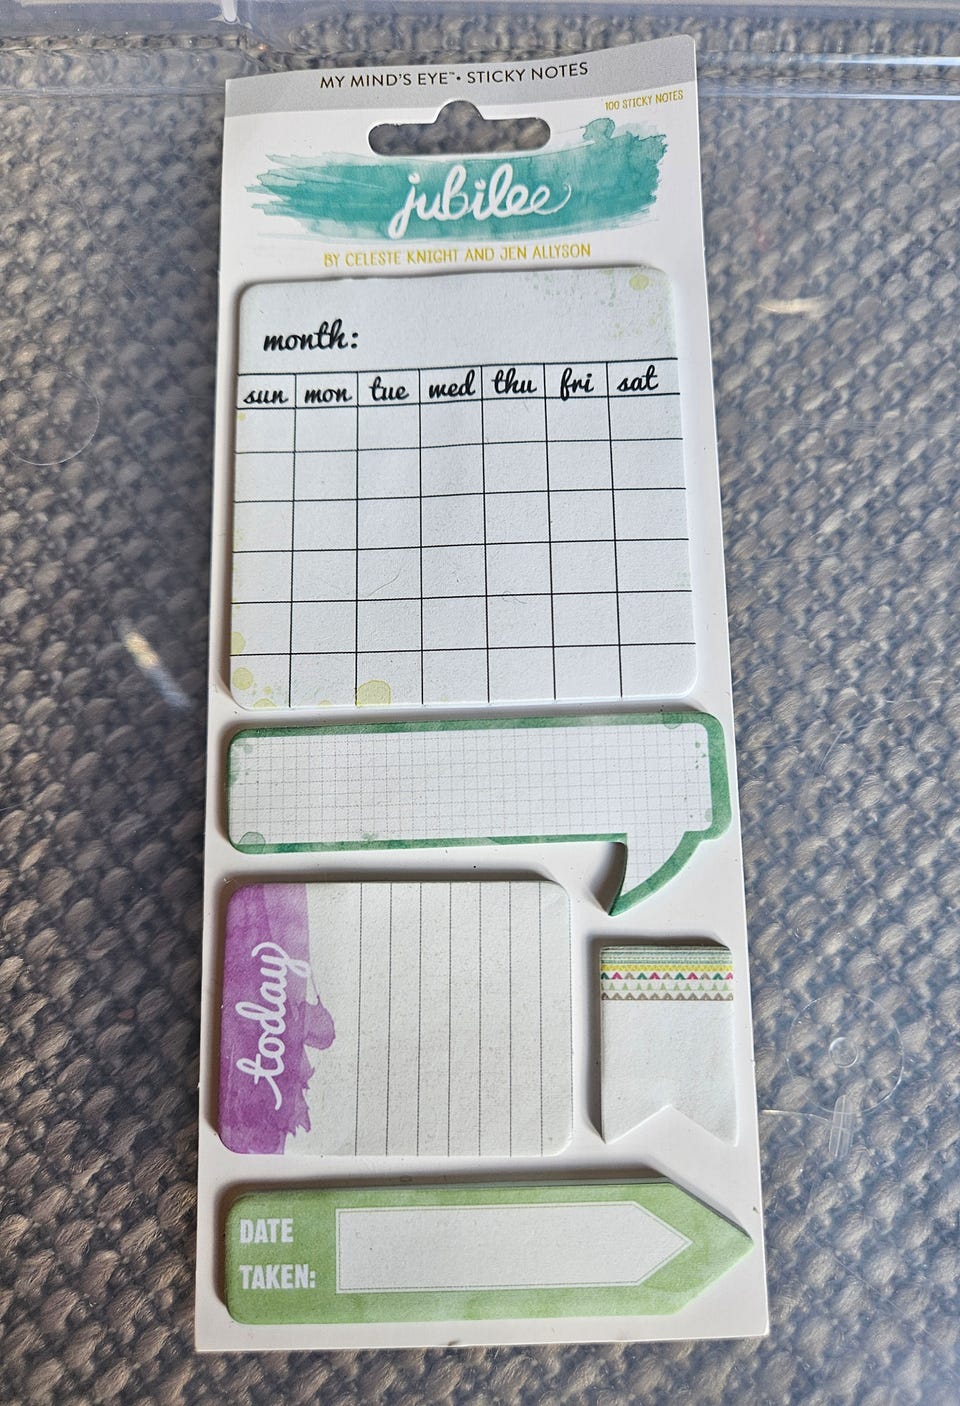 MY MIND'S EYE™• STICKY NOTES
100 STICKY NOTES
jubilee
BY CELESTE KNIGHT AND JEN ALLYSON
month:
sun mon tue wed thu fri sat
today
DATE
TAKEN: